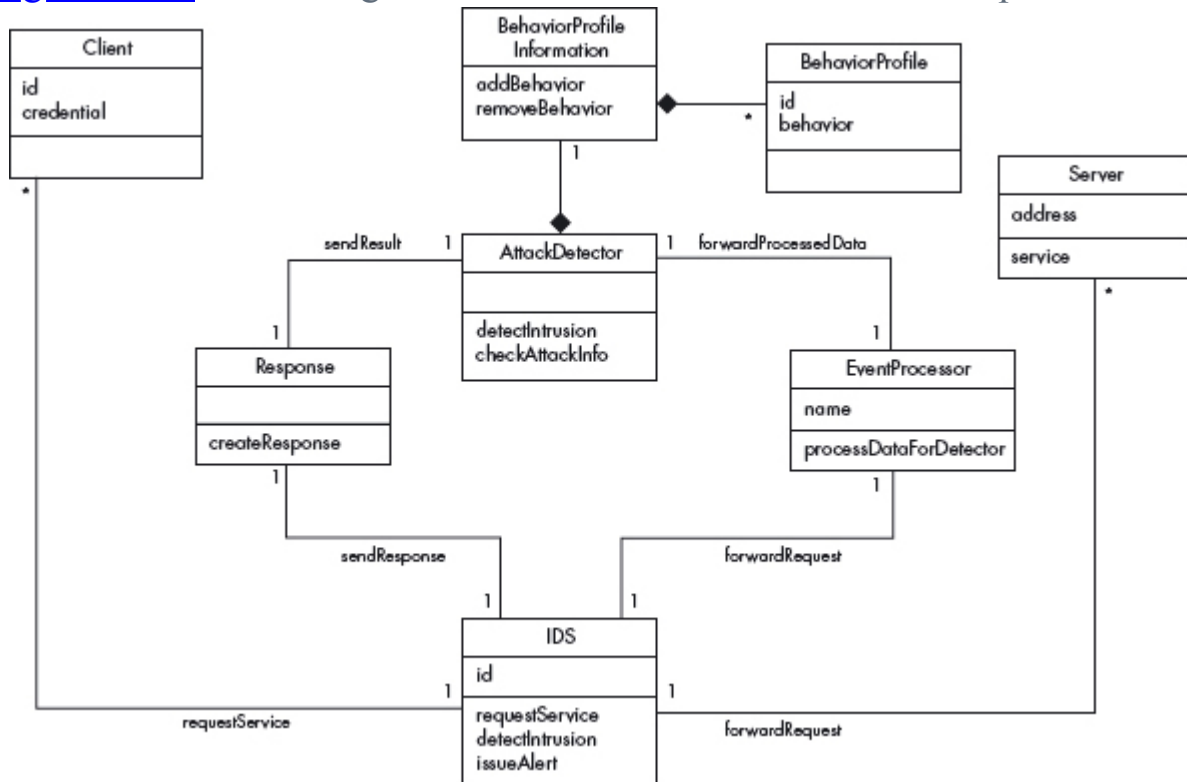 Client
id
credential
*
BehaviorProfile
Information
addBehavior
removeBehavior
1
BehaviorProfile
id
behavior
*
Server
address
service
*
sendResult
1
AttackDetector
detectIntrusion
checkAttackInfo
1
forwardProcessedData
1
Response
createResponse
1
1
EventProcessor
name
processDataForDetector
1
sendResponse
forwardRequest
1
1
IDS
id
requestService
detectIntrusion
issueAlert
1
requestService
1
forwardRequest